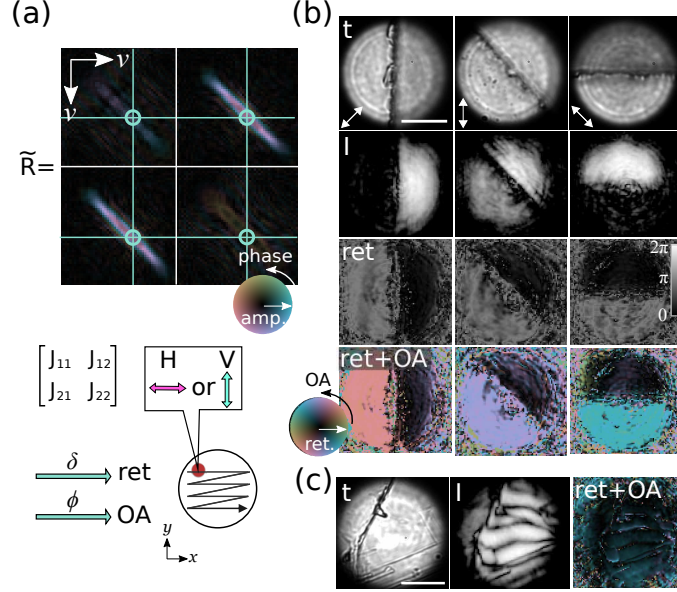 (a)
ν
ν
R̃=
phase
amp.
J₁₁ J₁₂
J₂₁ J₂₂
H or V
δ
ret
ϕ
OA
y
x
(b)
t
I
ret
2π
π
0
ret+OA
OA
ret.
(c)
t
I
ret+OA